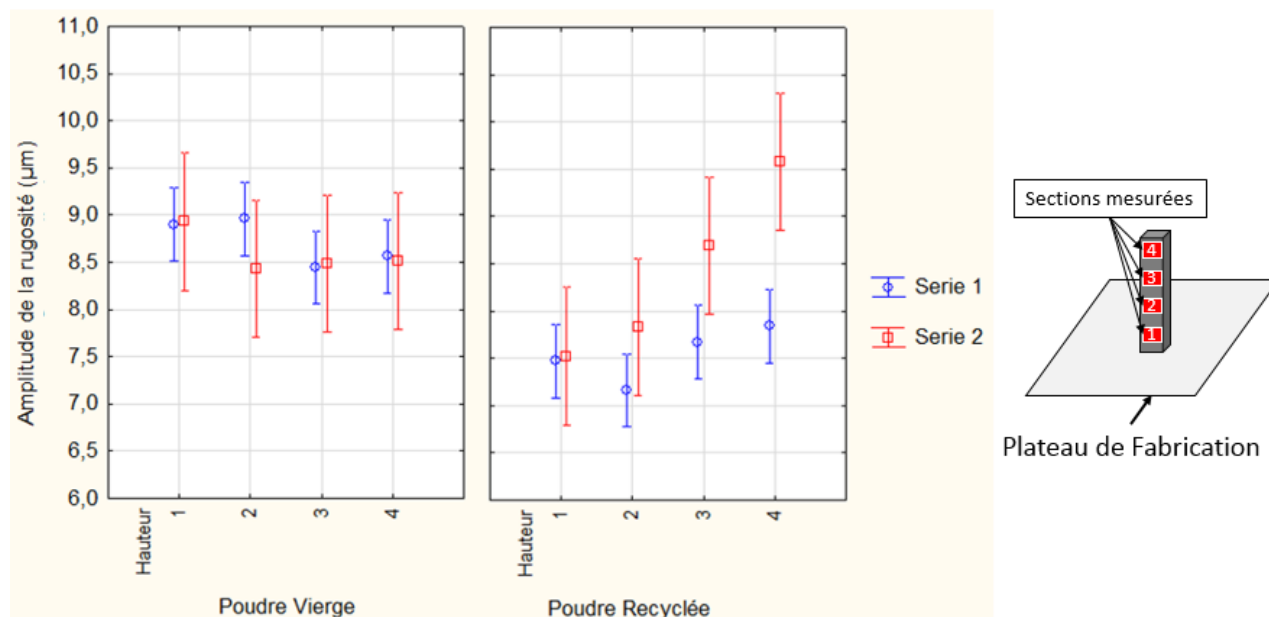 Amplitude de la rugosité (µm)
11,0
10,5
10,0
9,5
9,0
8,5
8,0
7,5
7,0
6,5
6,0
Hauteur
1
2
3
4
Poudre Vierge
Hauteur
1
2
3
4
Poudre Recyclée
Serie 1
Serie 2
Sections mesurées
4
3
2
1
Plateau de Fabrication